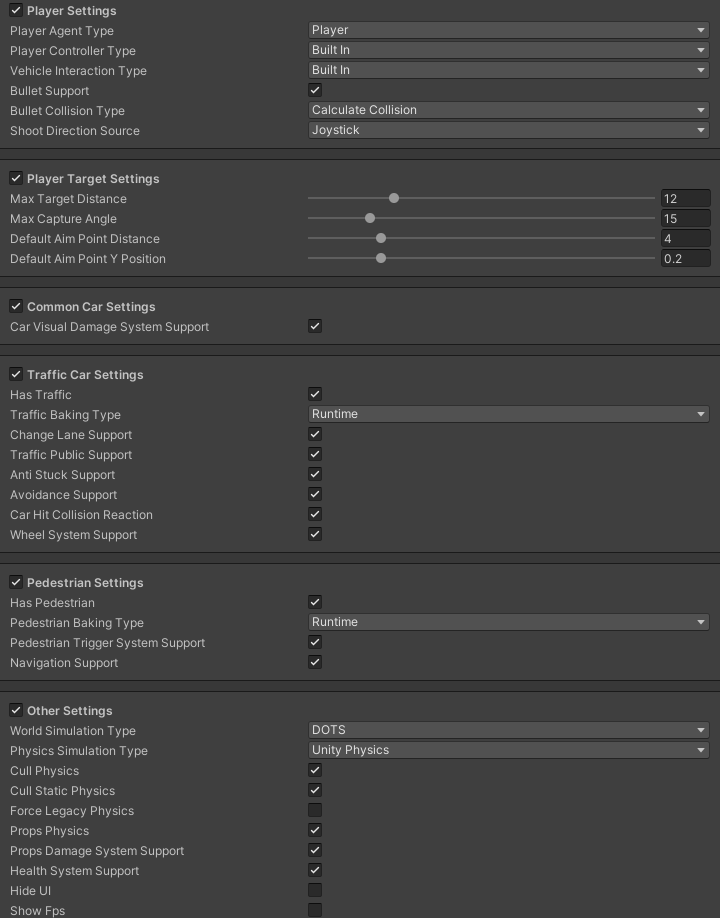 Player Settings
Player Agent Type Player
Player Controller Type Built In
Vehicle Interaction Type Built In
Bullet Support
Bullet Collision Type Calculate Collision
Shoot Direction Source Joystick
Player Target Settings
Max Target Distance 12
Max Capture Angle 15
Default Aim Point Distance 4
Default Aim Point Y Position 0.2
Common Car Settings
Car Visual Damage System Support
Traffic Car Settings
Has Traffic
Traffic Baking Type Runtime
Change Lane Support
Traffic Public Support
Anti Stuck Support
Avoidance Support
Car Hit Collision Reaction
Wheel System Support
Pedestrian Settings
Has Pedestrian
Pedestrian Baking Type Runtime
Pedestrian Trigger System Support
Navigation Support
Other Settings
World Simulation Type DOTS
Physics Simulation Type Unity Physics
Cull Physics
Cull Static Physics
Force Legacy Physics
Props Physics
Props Damage System Support
Health System Support
Hide UI
Show Fps